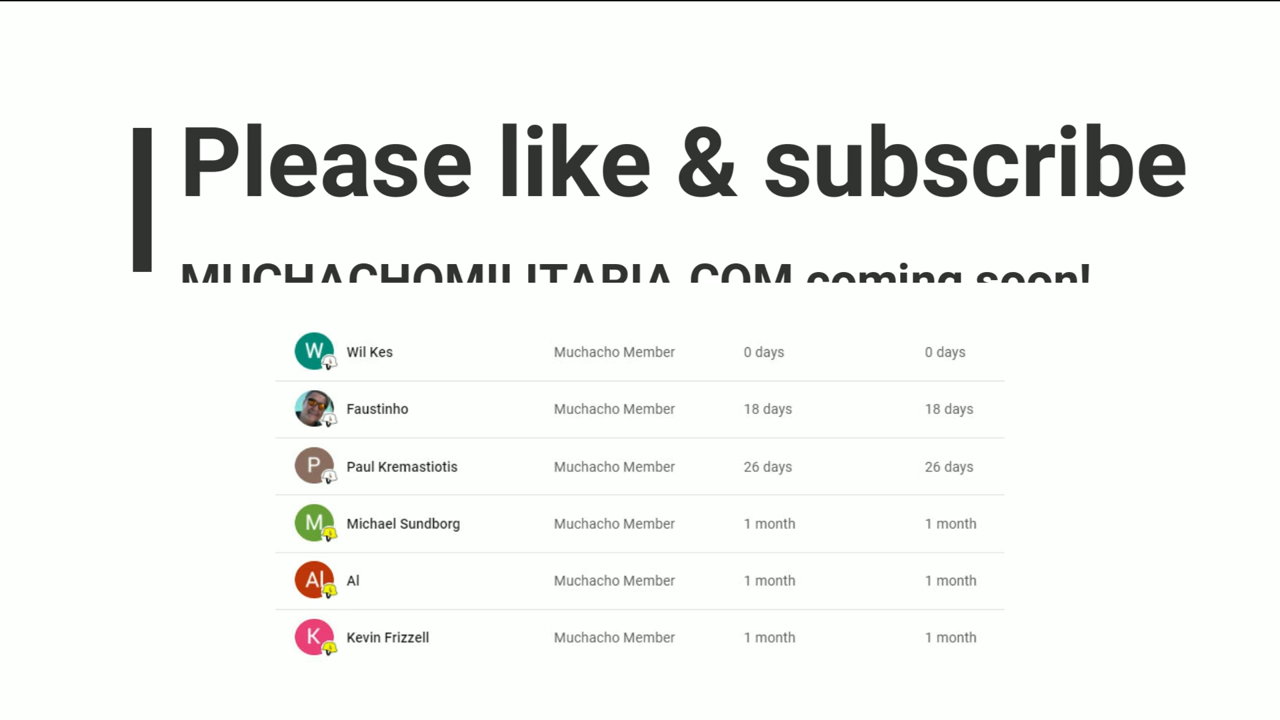 Please like & subscribe
MUCHACHOMILITARIA.COM coming soon!
W Wil Kes Muchacho Member 0 days 0 days
Faustinho Muchacho Member 18 days 18 days
P Paul Kremastiotis Muchacho Member 26 days 26 days
M Michael Sundborg Muchacho Member 1 month 1 month
Al Al Muchacho Member 1 month 1 month
K Kevin Frizzell Muchacho Member 1 month 1 month